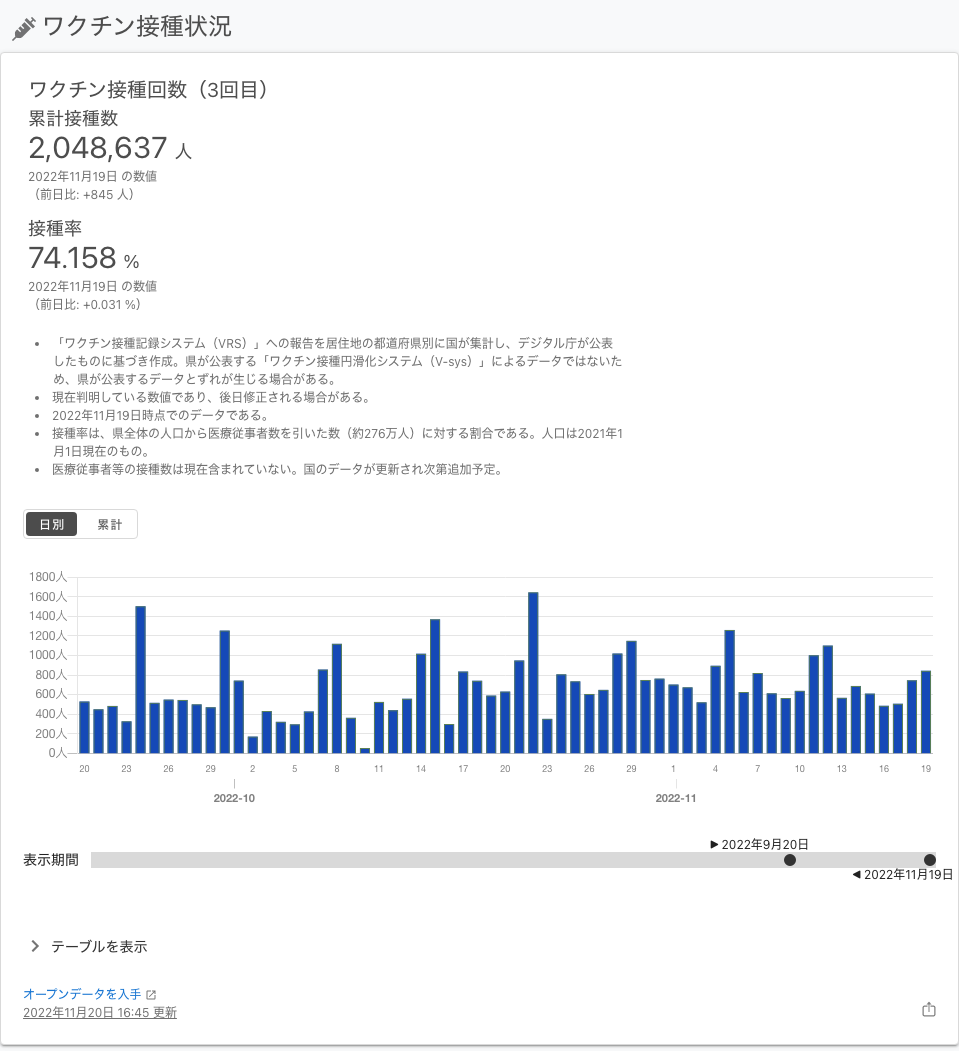 ワクチン接種状況
ワクチン接種回数（3回目）
累計接種数
2,048,637 人
2022年11月19日 の数値
（前日比: +845 人）
接種率
74.158 %
2022年11月19日 の数値
（前日比: +0.031 %）
• 「ワクチン接種記録システム（VRS）」への報告を居住地の都道府県別に国が集計し、デジタル庁が公表
したものに基づき作成。県が公表する「ワクチン接種円滑化システム（V-sys）」によるデータではないた
め、県が公表するデータとずれが生じる場合がある。
• 現在判明している数値であり、後日修正される場合がある。
• 2022年11月19日時点でのデータである。
• 接種率は、県全体の人口から医療従事者数を引いた数（約276万人）に対する割合である。人口は2021年1
月1日現在のもの。
• 医療従事者等の接種数は現在含まれていない。国のデータが更新され次第追加予定。
日別 累計
1800人
1600人
1400人
1200人
1000人
800人
600人
400人
200人
0人
20 23 26 29 2 5 8 11 14 17 20 23 26 29 1 4 7 10 13 16 19
2022-10 2022-11
▶ 2022年9月20日
表示期間
◀ 2022年11月19日
テーブルを表示
オープンデータを入手
2022年11月20日 16:45 更新